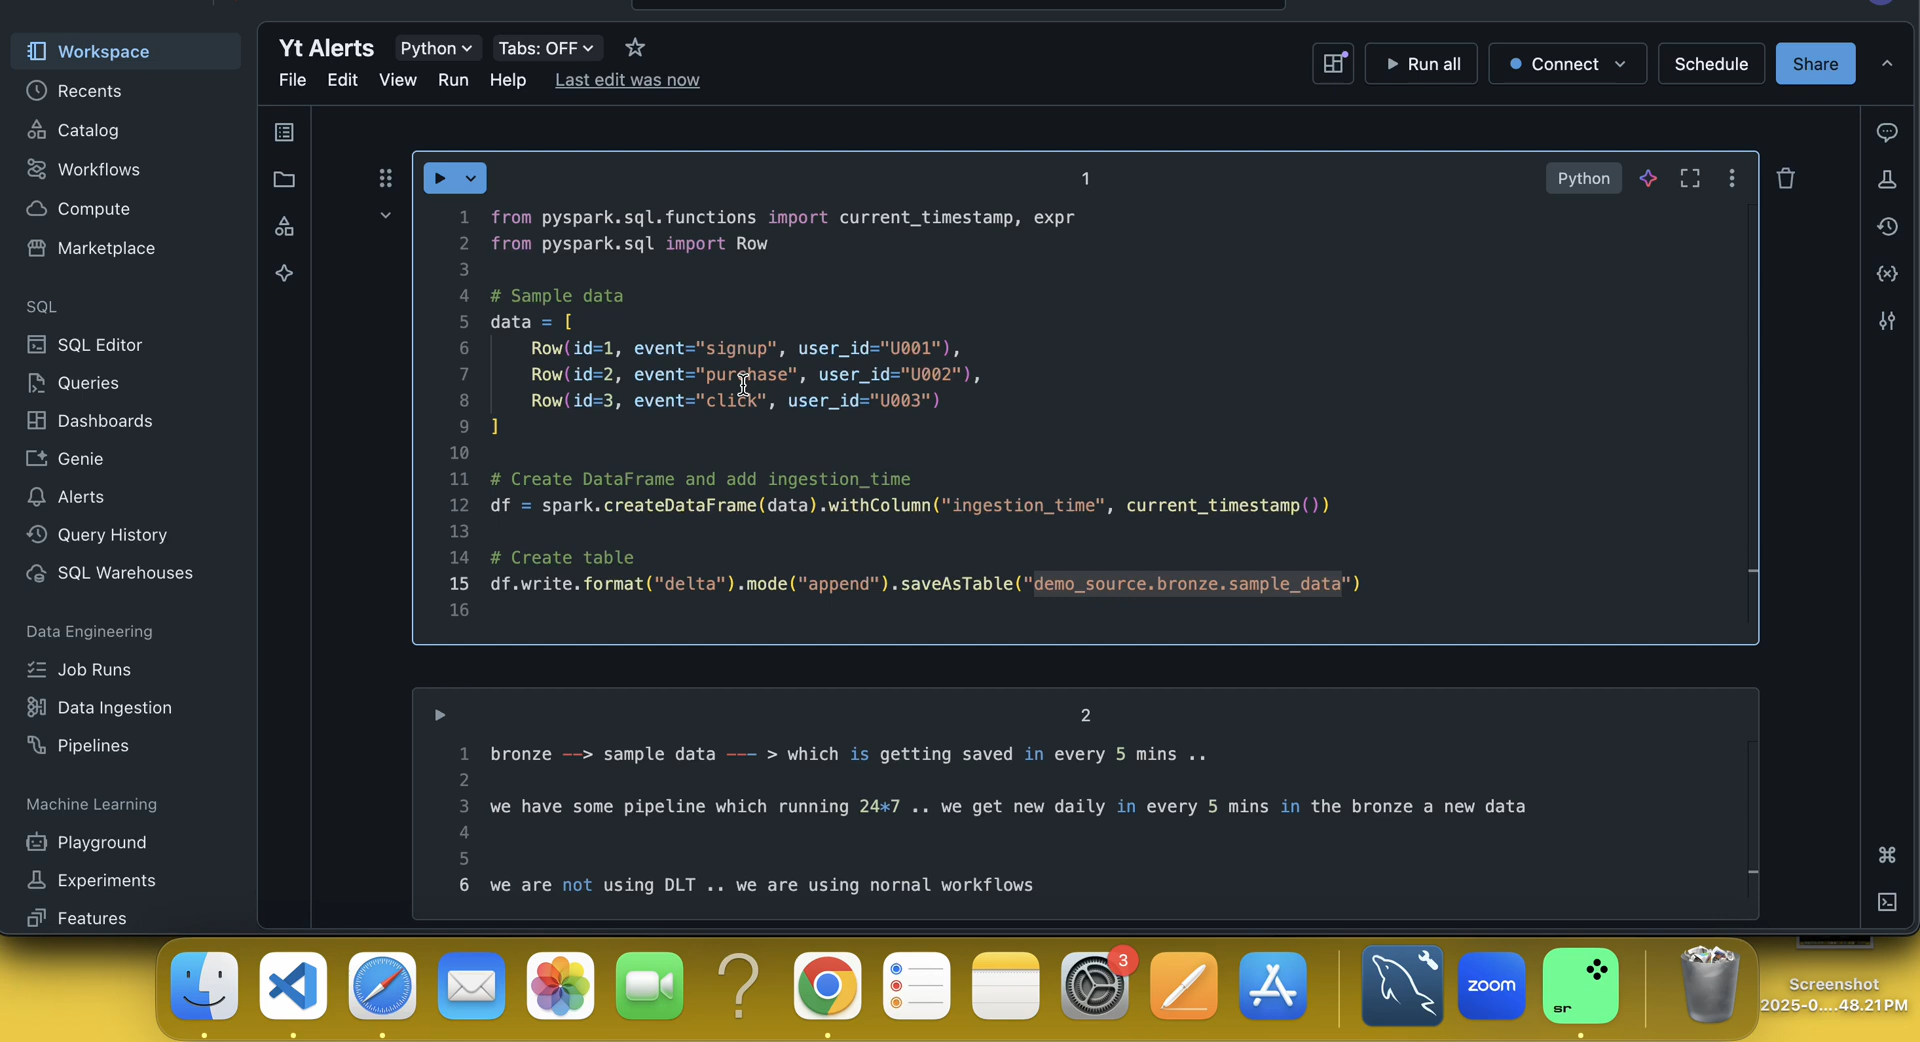 Workspace
Recents
Catalog
Workflows
Compute
Marketplace
SQL
SQL Editor
Queries
Dashboards
Genie
Alerts
Query History
SQL Warehouses
Data Engineering
Job Runs
Data Ingestion
Pipelines
Machine Learning
Playground
Experiments
Features
Yt Alerts Python Tabs: OFF
File Edit View Run Help Last edit was now
Run all Connect Schedule Share
1
Python
1 from pyspark.sql.functions import current_timestamp, expr
2 from pyspark.sql import Row
3
4 # Sample data
5 data = [
6 Row(id=1, event="signup", user_id="U001"),
7 Row(id=2, event="purchase", user_id="U002"),
8 Row(id=3, event="click", user_id="U003")
9 ]
10
11 # Create DataFrame and add ingestion_time
12 df = spark.createDataFrame(data).withColumn("ingestion_time", current_timestamp())
13
14 # Create table
15 df.write.format("delta").mode("append").saveAsTable("demo_source.bronze.sample_data")
16
2
1 bronze --> sample data --- > which is getting saved in every 5 mins ..
2
3 we have some pipeline which running 24*7 .. we get new daily in every 5 mins in the bronze a new data
4
5
6 we are not using DLT .. we are using nornal workflows
3
zoom
sr
Screenshot
2025-0....48.21PM